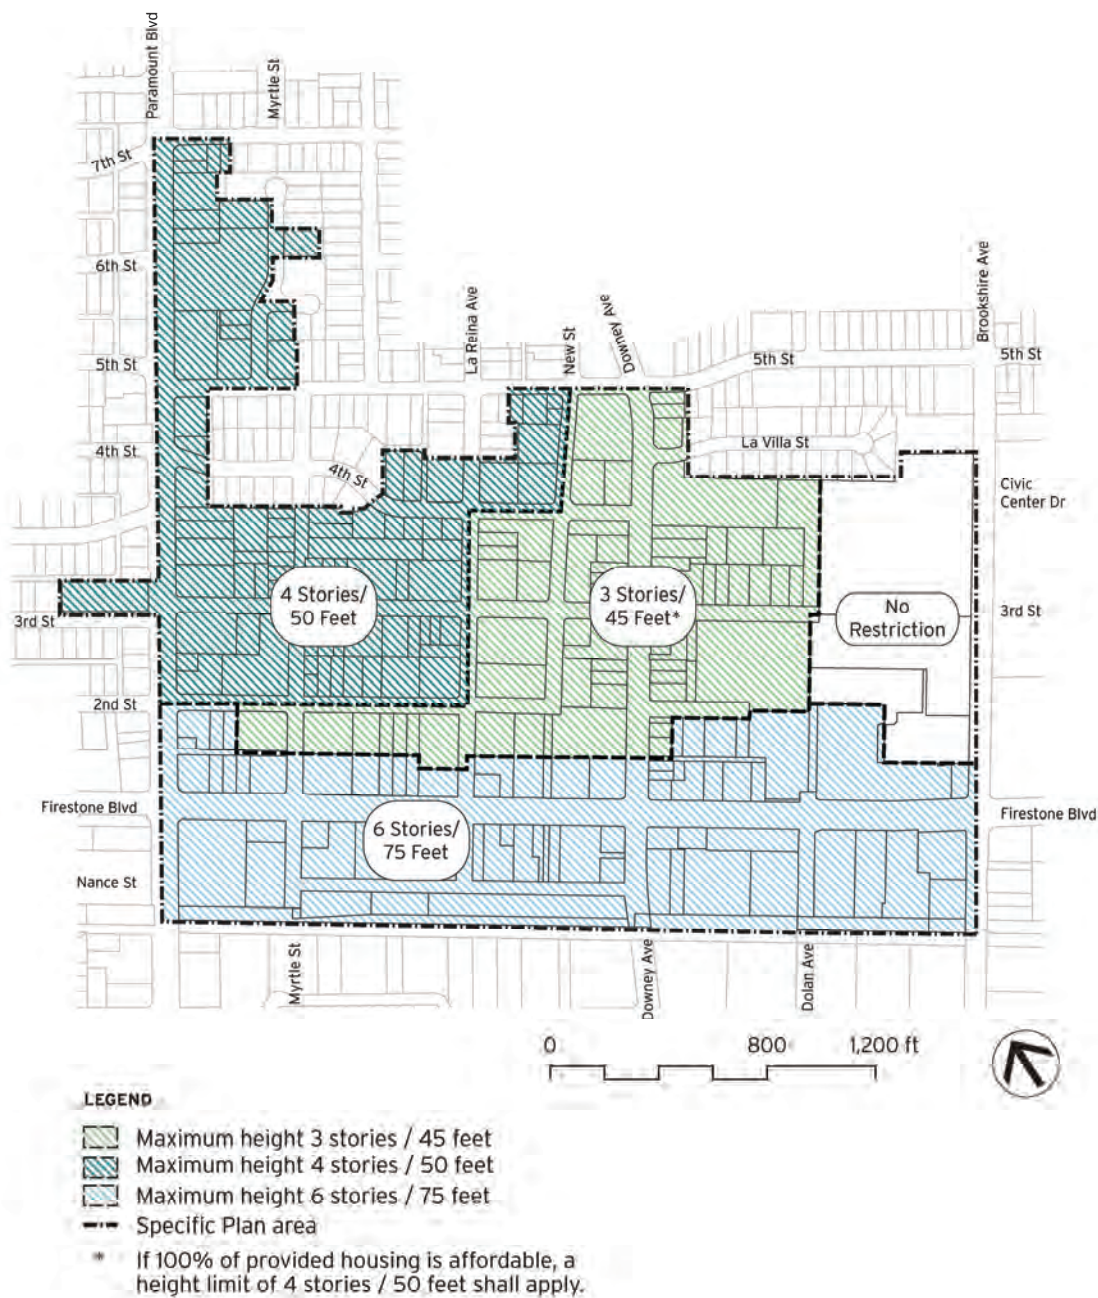 Paramount Blvd
Myrtle St
7th St
6th St
5th St
4th St
3rd St
2nd St
Firestone Blvd
Nance St
La Reina Ave
New St
Downey Ave
Brookshire Ave
5th St
5th St
La Villa St
4th St
Civic
Center Dr
3rd St
Firestone Blvd
4 Stories/
50 Feet
3 Stories/
45 Feet*
No
Restriction
6 Stories/
75 Feet
Myrtle St
Downey Ave
Dolan Ave
0 800 1,200 ft
LEGEND
Maximum height 3 stories / 45 feet
Maximum height 4 stories / 50 feet
Maximum height 6 stories / 75 feet
Specific Plan area
* If 100% of provided housing is affordable, a
height limit of 4 stories / 50 feet shall apply.